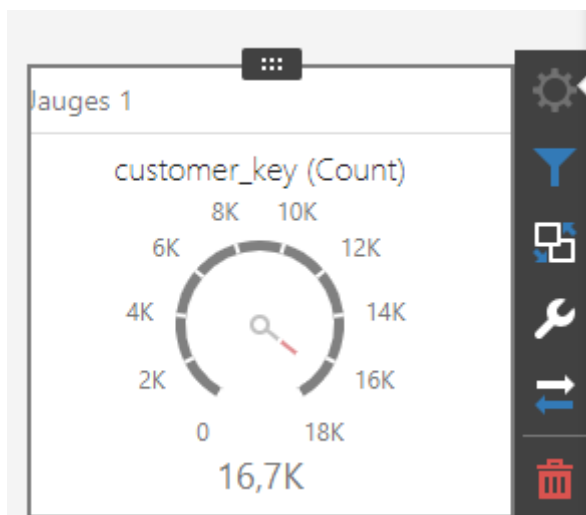 Jauges 1
customer_key (Count)
8K 10K
6K 12K
4K 14K
2K 16K
0 18K
16,7K